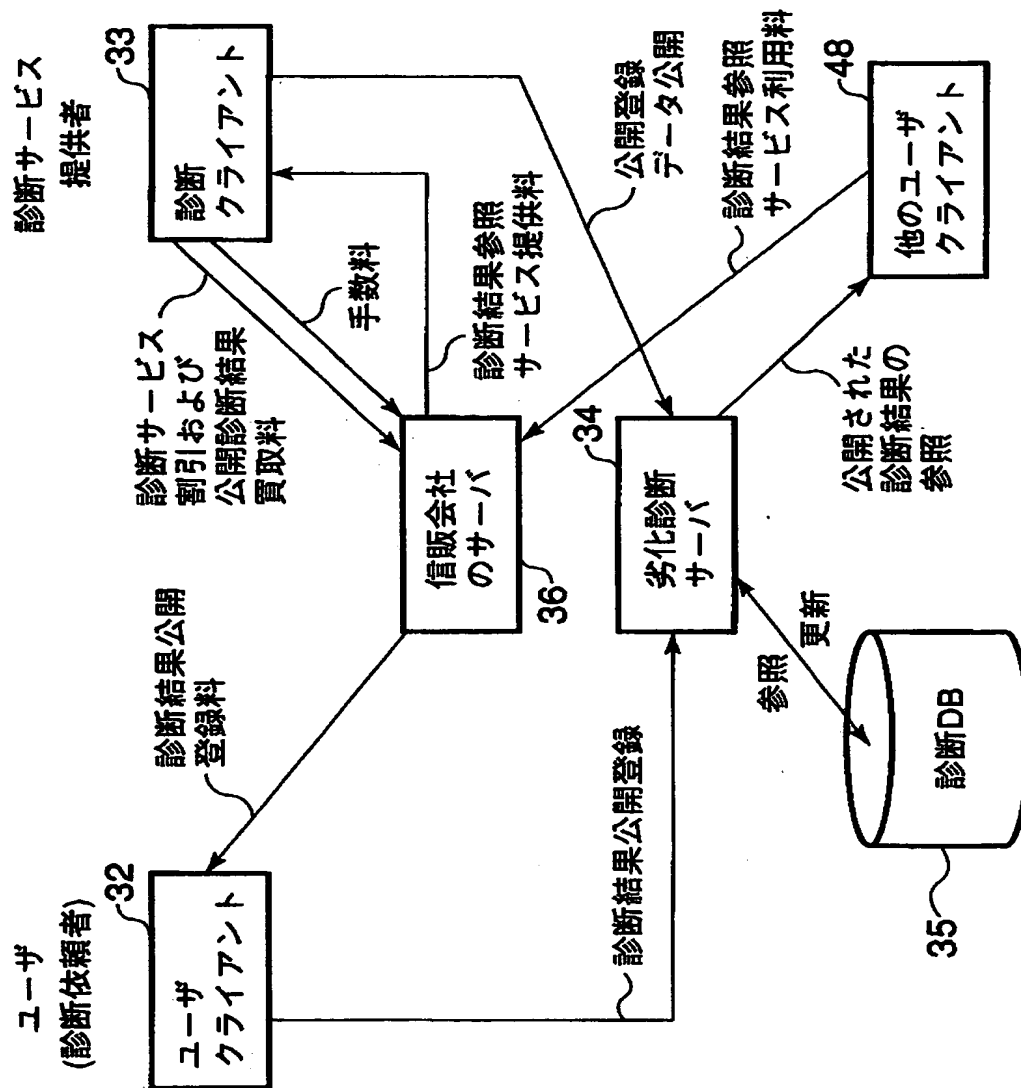 ユーザ
(診断依頼者)
32
ユーザ
クライアント
診断サービス
提供者
33
診断
クライアント
診断結果公開
登録料
診断サービス
割引および
公開診断結果
買取料
手数料
信販会社
のサーバ
36
診断結果参照
サービス提供料
診断結果公開登録
34
劣化診断
サーバ
公開登録
データ公開
診断結果参照
サービス利用料
参照
更新
診断DB
35
公開された
診断結果の
参照
48
他のユーザ
クライアント